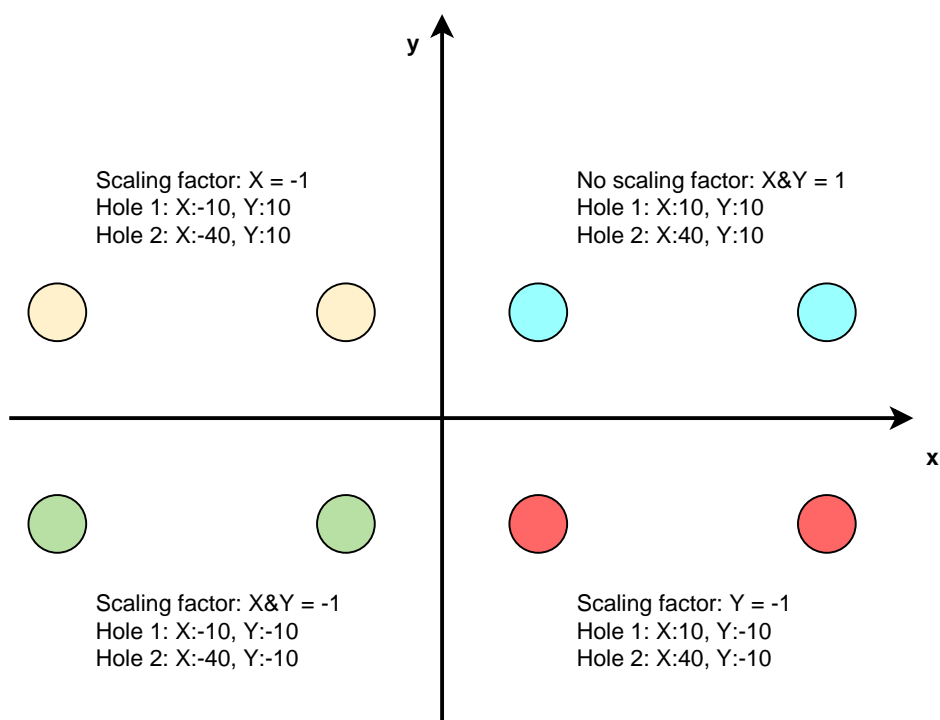 y
Scaling factor: X = -1
Hole 1: X:-10, Y:10
Hole 2: X:-40, Y:10
No scaling factor: X&Y = 1
Hole 1: X:10, Y:10
Hole 2: X:40, Y:10
x
Scaling factor: X&Y = -1
Hole 1: X:-10, Y:-10
Hole 2: X:-40, Y:-10
Scaling factor: Y = -1
Hole 1: X:10, Y:-10
Hole 2: X:40, Y:-10